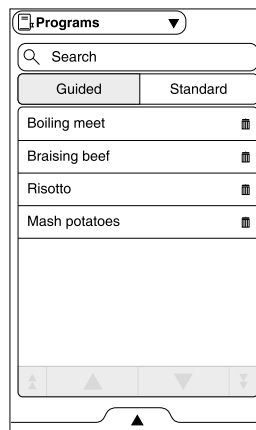 Programs
Search
Guided Standard
Boiling meet
Braising beef
Risotto
Mash potatoes